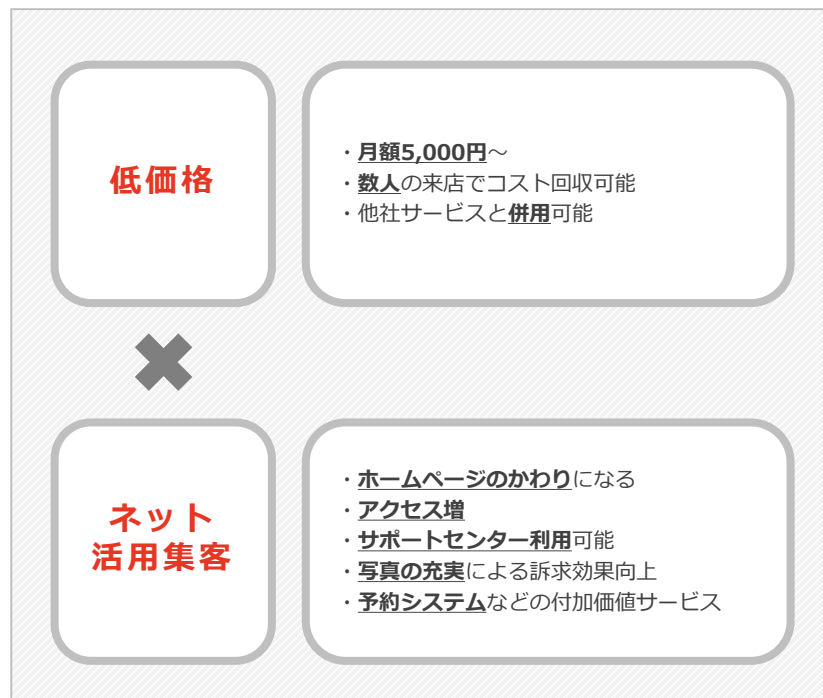 低価格
・月額5,000円～
・数人の来店でコスト回収可能
・他社サービスと併用可能
ネット
活用集客
・ホームページのかわりになる
・アクセス増
・サポートセンター利用可能
・写真の充実による訴求効果向上
・予約システムなどの付加価値サービス